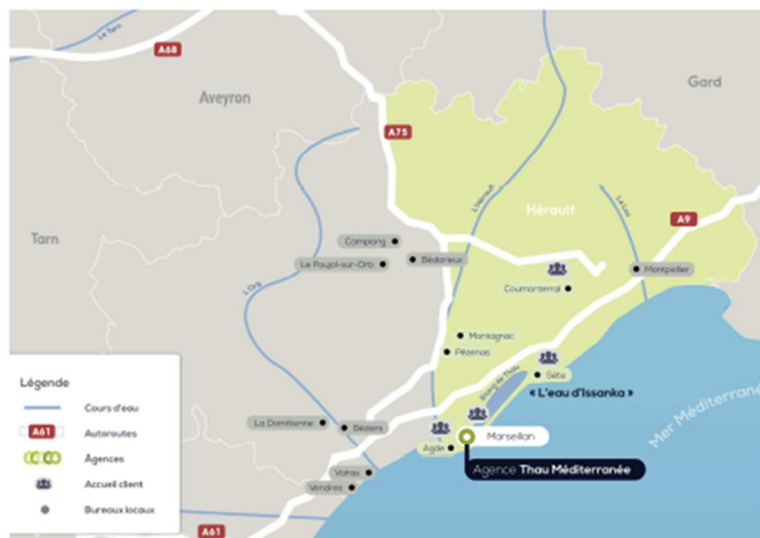 Le Tarn
A68
Aveyron
Gard
A75
L'Hérault
Le Lez
Hérault
A9
Tarn
Camplong
Bédarieux
Le Poujol-sur-Orb
Montpellier
L'Orb
Cournonterral
Montagnac
Pézenas
Étang de Thau
Sète
« L'eau d'Issanka »
Mer Méditerrané
Légende
Cours d'eau
A61
Autoroutes
Agences
Accueil client
Bureaux locaux
La Domitienne
Béziers
Marseillan
Agde
Agence Thau Méditerranée
Valras
Vendres
A61